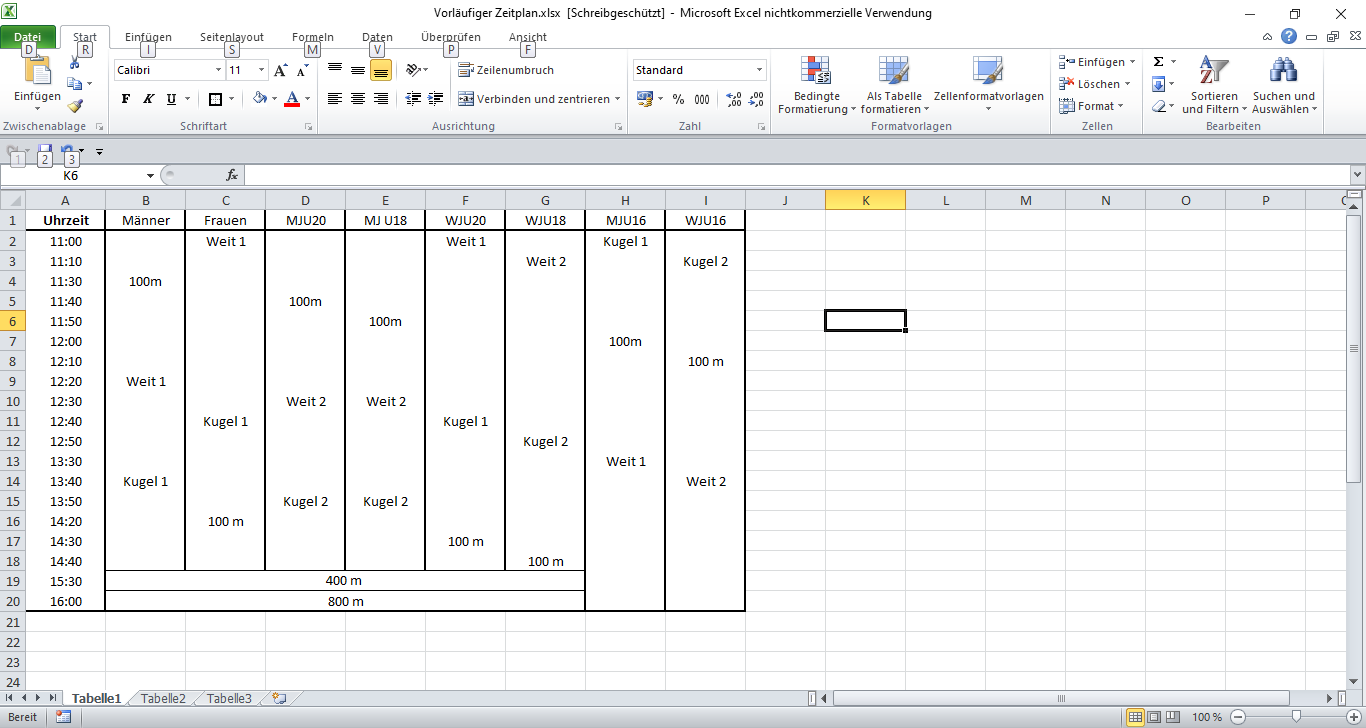 Vorläufiger Zeitplan.xlsx [Schreibgeschützt] - Microsoft Excel nichtkommerzielle Verwendung
Datei Start Einfügen Seitenlayout Formeln Daten Überprüfen Ansicht
D R I S M V P F
Calibri 11 Zeilenumbruch Standard Einfügen
Einfügen F K U Verbinden und zentrieren % 000 Bedingte Formatierung Als Tabelle formatieren Zellenformatvorlagen Löschen Format Sortieren und Filtern Suchen und Auswählen
Zwischenablage Schriftart Ausrichtung Zahl Formatvorlagen Zellen Bearbeiten
1 2 3
K6 fx
A B C D E F G H I J K L M N O P
1 Uhrzeit Männer Frauen MJU20 MJ U18 WJU20 WJU18 MJU16 WJU16
2 11:00 Weit 1 Weit 1 Kugel 1
3 11:10 Weit 2 Kugel 2
4 11:30 100m
5 11:40 100m
6 11:50 100m
7 12:00 100m
8 12:10 100 m
9 12:20 Weit 1
10 12:30 Weit 2 Weit 2
11 12:40 Kugel 1 Kugel 1
12 12:50 Kugel 2
13 13:30 Weit 1
14 13:40 Kugel 1 Weit 2
15 13:50 Kugel 2 Kugel 2
16 14:20 100 m
17 14:30 100 m
18 14:40 100 m
19 15:30 400 m
20 16:00 800 m
21
22
23
24
Tabelle1 Tabelle2 Tabelle3
Bereit 100 %